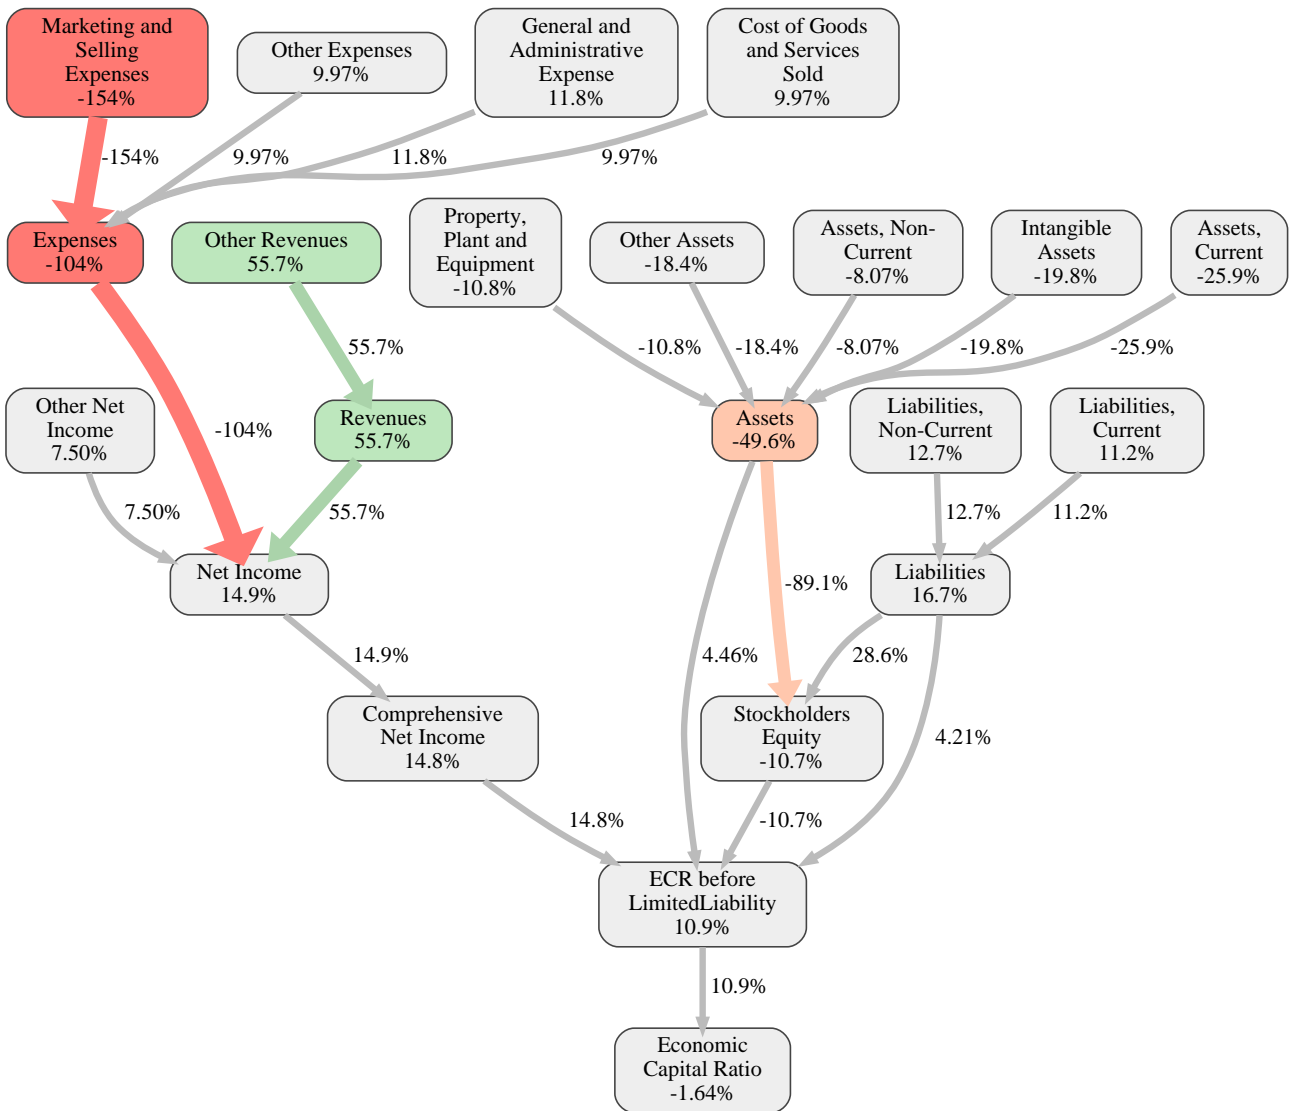 Marketing and
Selling
Expenses
-154%
Other Expenses
9.97%
General and
Administrative
Expense
11.8%
Cost of Goods
and Services
Sold
9.97%
-154%
9.97%
11.8%
9.97%
Expenses
-104%
Other Revenues
55.7%
Property,
Plant and
Equipment
-10.8%
Other Assets
-18.4%
Assets, Non-
Current
-8.07%
Intangible
Assets
-19.8%
Assets,
Current
-25.9%
55.7%
-10.8%
-18.4%
-8.07%
-19.8%
-25.9%
Other Net
Income
7.50%
-104%
Revenues
55.7%
Assets
-49.6%
Liabilities,
Non-Current
12.7%
Liabilities,
Current
11.2%
7.50%
55.7%
12.7%
11.2%
Net Income
14.9%
-89.1%
Liabilities
16.7%
14.9%
4.46%
28.6%
Comprehensive
Net Income
14.8%
Stockholders
Equity
-10.7%
4.21%
14.8%
-10.7%
ECR before
LimitedLiability
10.9%
10.9%
Economic
Capital Ratio
-1.64%